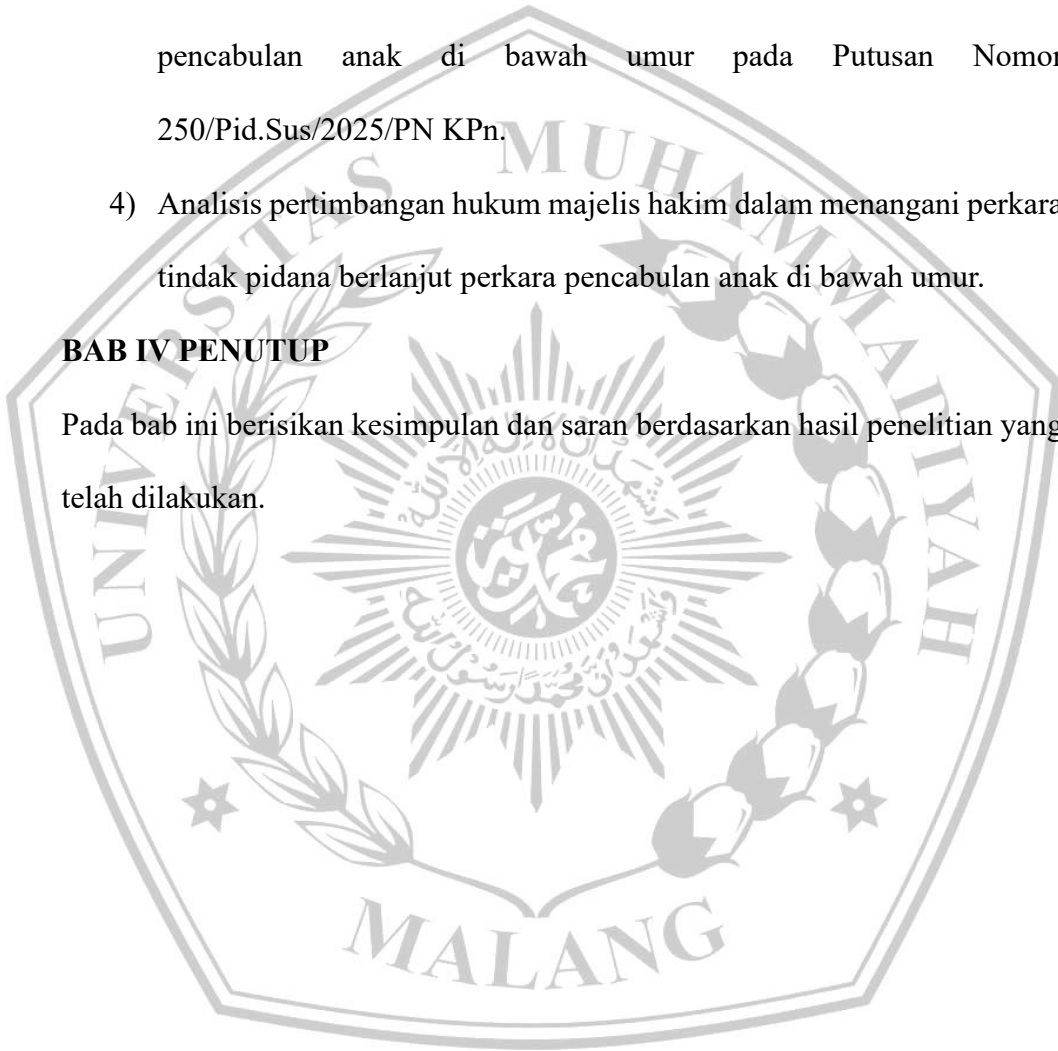 pencabulan anak di bawah umur pada Putusan Nomor
250/Pid.Sus/2025/PN KPn.
4) Analisis pertimbangan hukum majelis hakim dalam menangani perkara
tindak pidana berlanjut perkara pencabulan anak di bawah umur.
BAB IV PENUTUP
Pada bab ini berisikan kesimpulan dan saran berdasarkan hasil penelitian yang
telah dilakukan.
UNIVERSITAS MUHAMMADIYAH
MALANG